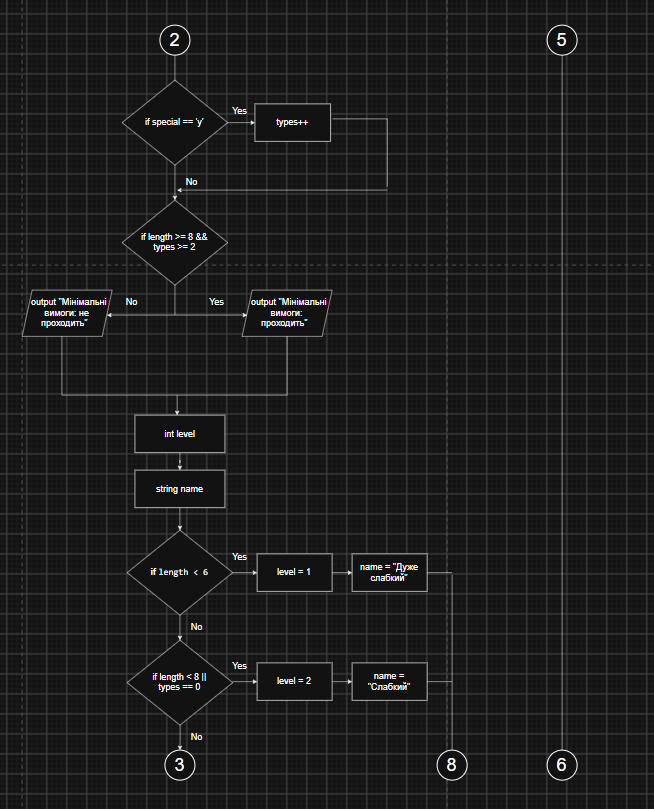 2
5
if special == 'y'
Yes
types++
No
if length >= 8 &&
types >= 2
output "Мінімальні
вимоги: не
проходить"
No
Yes
output "Мінімальні
вимоги:
проходить"
int level
string name
if length < 6
Yes
level = 1
name = "Дуже
слабкий"
No
if length < 8 ||
types == 0
Yes
level = 2
name =
"Слабкий"
No
3
8
6